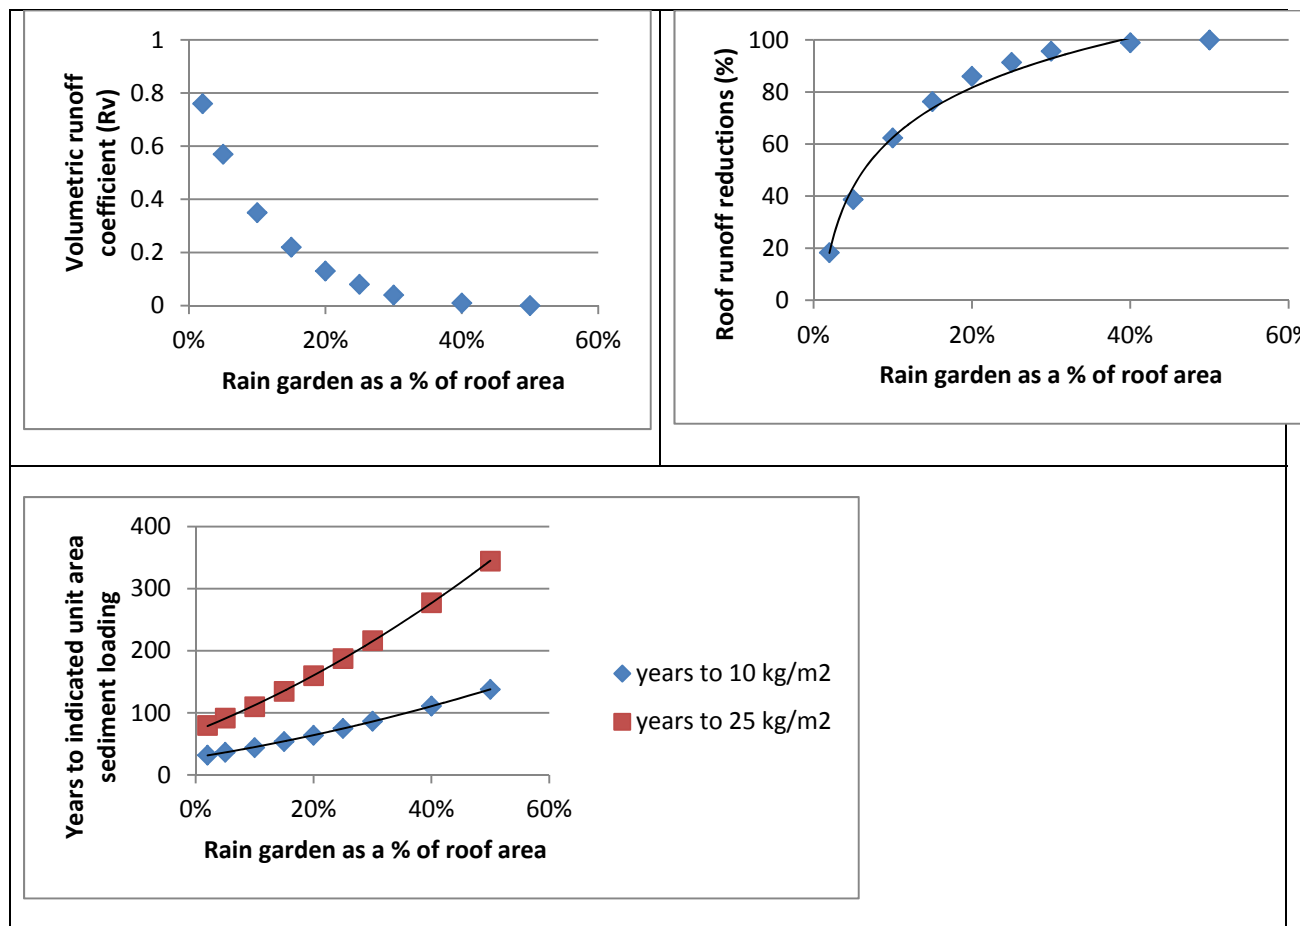 1
0.8
0.6
0.4
0.2
0
0%
20%
40%
60%
Volumetric runoff
coefficient (Rv)
Rain garden as a % of roof area
100
80
60
40
20
0
0%
20%
40%
60%
Roof runoff reductions (%)
Rain garden as a % of roof area
400
300
200
100
0
0%
20%
40%
60%
Years to indicated unit area
sediment loading
Rain garden as a % of roof area
years to 10 kg/m2
years to 25 kg/m2